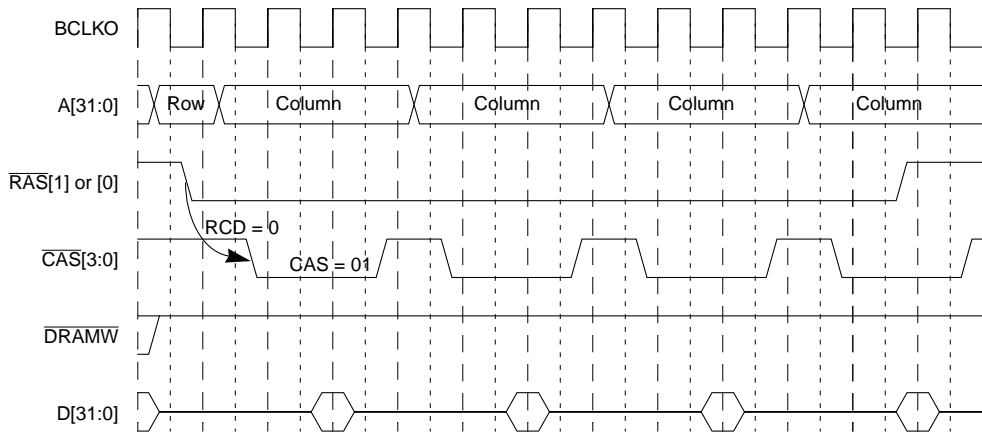 BCLKO
A[31:0]
Row
Column
Column
Column
Column
RAS[1] or [0]
RCD = 0
CAS[3:0]
CAS = 01
DRAMW
D[31:0]